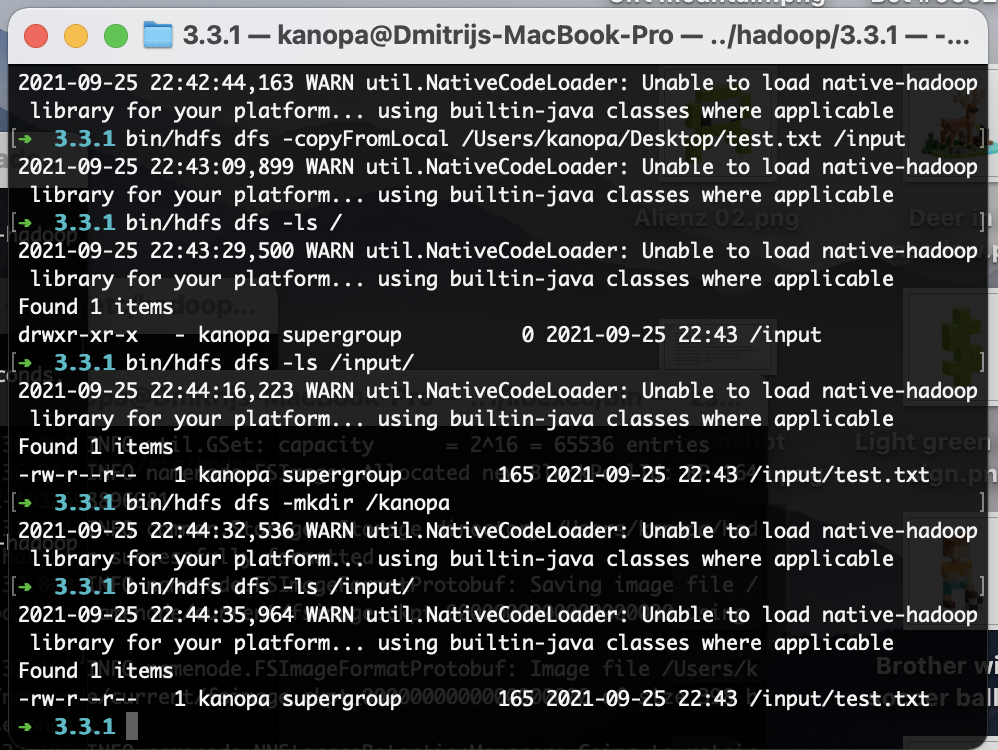 3.3.1 — kanopa@Dmitrijs-MacBook-Pro — ../hadoop/3.3.1 — -...
2021-09-25 22:42:44,163 WARN util.NativeCodeLoader: Unable to load native-hadoop
library for your platform... using builtin-java classes where applicable
[➜ 3.3.1 bin/hdfs dfs -copyFromLocal /Users/kanopa/Desktop/test.txt /input ]
2021-09-25 22:43:09,899 WARN util.NativeCodeLoader: Unable to load native-hadoop
library for your platform... using builtin-java classes where applicable
[➜ 3.3.1 bin/hdfs dfs -ls / ]
2021-09-25 22:43:29,500 WARN util.NativeCodeLoader: Unable to load native-hadoop
library for your platform... using builtin-java classes where applicable
Found 1 items
drwxr-xr-x - kanopa supergroup 0 2021-09-25 22:43 /input
[➜ 3.3.1 bin/hdfs dfs -ls /input/ ]
2021-09-25 22:44:16,223 WARN util.NativeCodeLoader: Unable to load native-hadoop
library for your platform... using builtin-java classes where applicable
Found 1 items
-rw-r--r-- 1 kanopa supergroup 165 2021-09-25 22:43 /input/test.txt
[➜ 3.3.1 bin/hdfs dfs -mkdir /kanopa ]
2021-09-25 22:44:32,536 WARN util.NativeCodeLoader: Unable to load native-hadoop
library for your platform... using builtin-java classes where applicable
[➜ 3.3.1 bin/hdfs dfs -ls /input/ ]
2021-09-25 22:44:35,964 WARN util.NativeCodeLoader: Unable to load native-hadoop
library for your platform... using builtin-java classes where applicable
Found 1 items
-rw-r--r-- 1 kanopa supergroup 165 2021-09-25 22:43 /input/test.txt
➜ 3.3.1
Alienz 02.png
Deer in
Light green
Brother wi